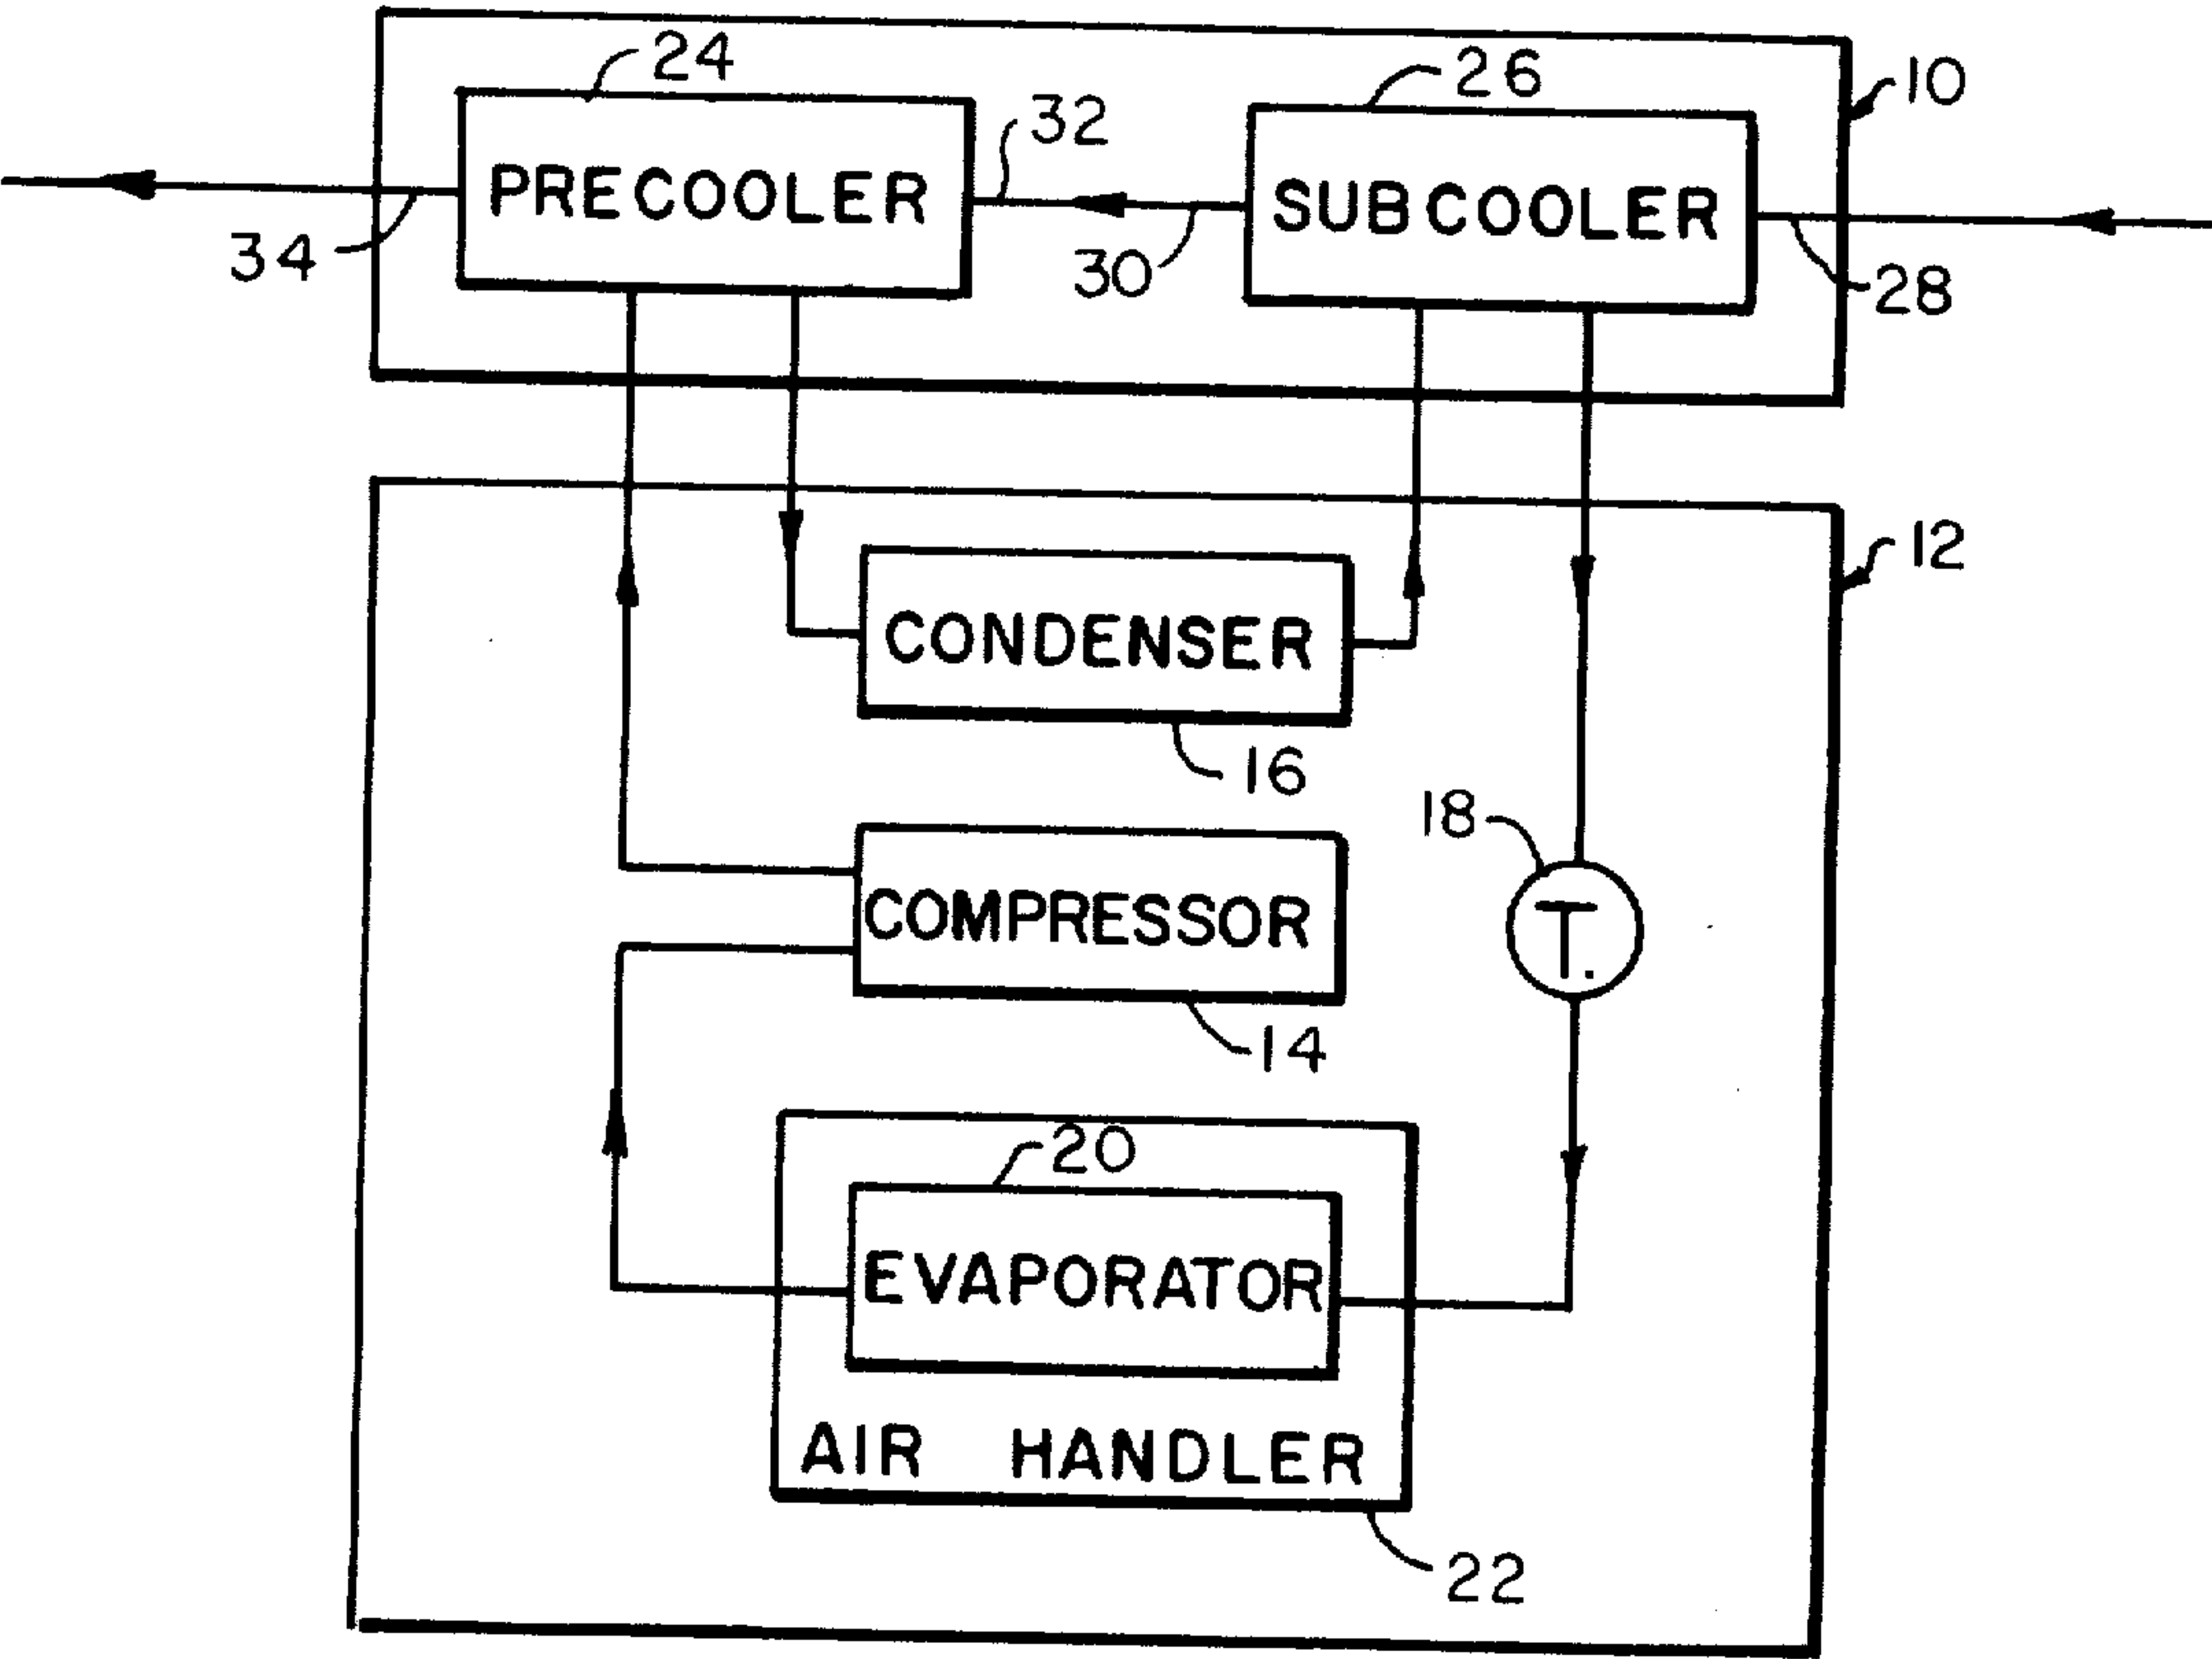 24
26
10
32
PRECOOLER
SUBCOOLER
34
30
28
12
CONDENSER
16
18
COMPRESSOR
T.
14
20
EVAPORATOR
AIR HANDLER
22